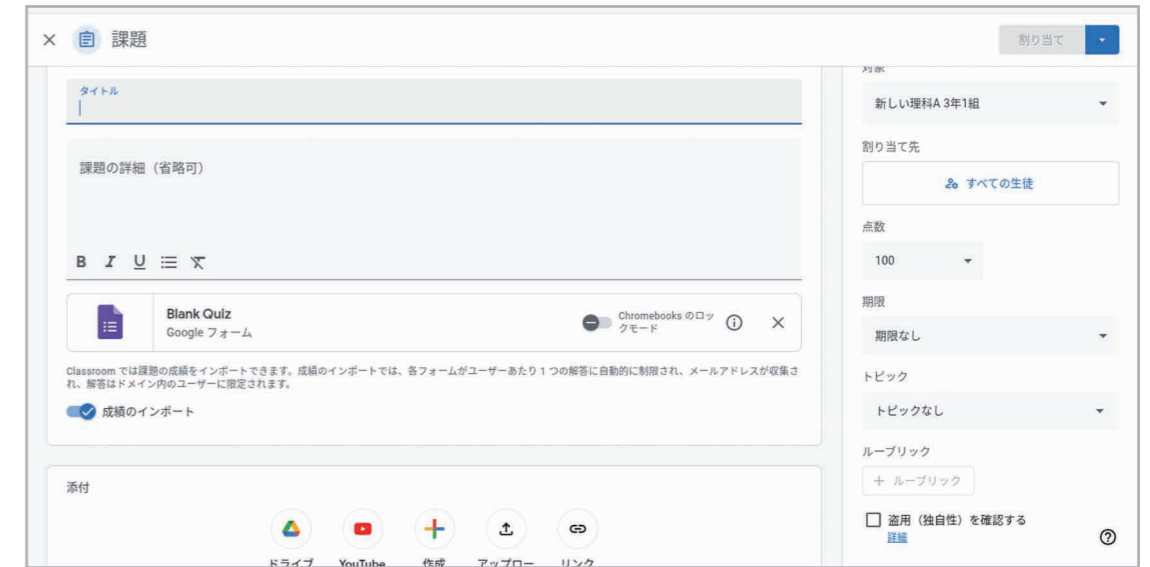 課題
割り当て
タイトル
課題の詳細（省略可）
B I U
Blank Quiz
Google フォーム
Chromebooks のロッ
クモード
Classroom では課題の成績をインポートできます。成績のインポートでは、各フォームがユーザーあたり 1 つの解答に自動的に制限され、メールアドレスが収集さ
れ、解答はドメイン内のユーザーに限定されます。
成績のインポート
添付
ドライブ
YouTube
作成
アップロー
リンク
対象
新しい理科A 3年1組
割り当て先
すべての生徒
点数
100
期限
期限なし
トピック
トピックなし
ルーブリック
+ ルーブリック
盗用（独自性）を確認する
詳細